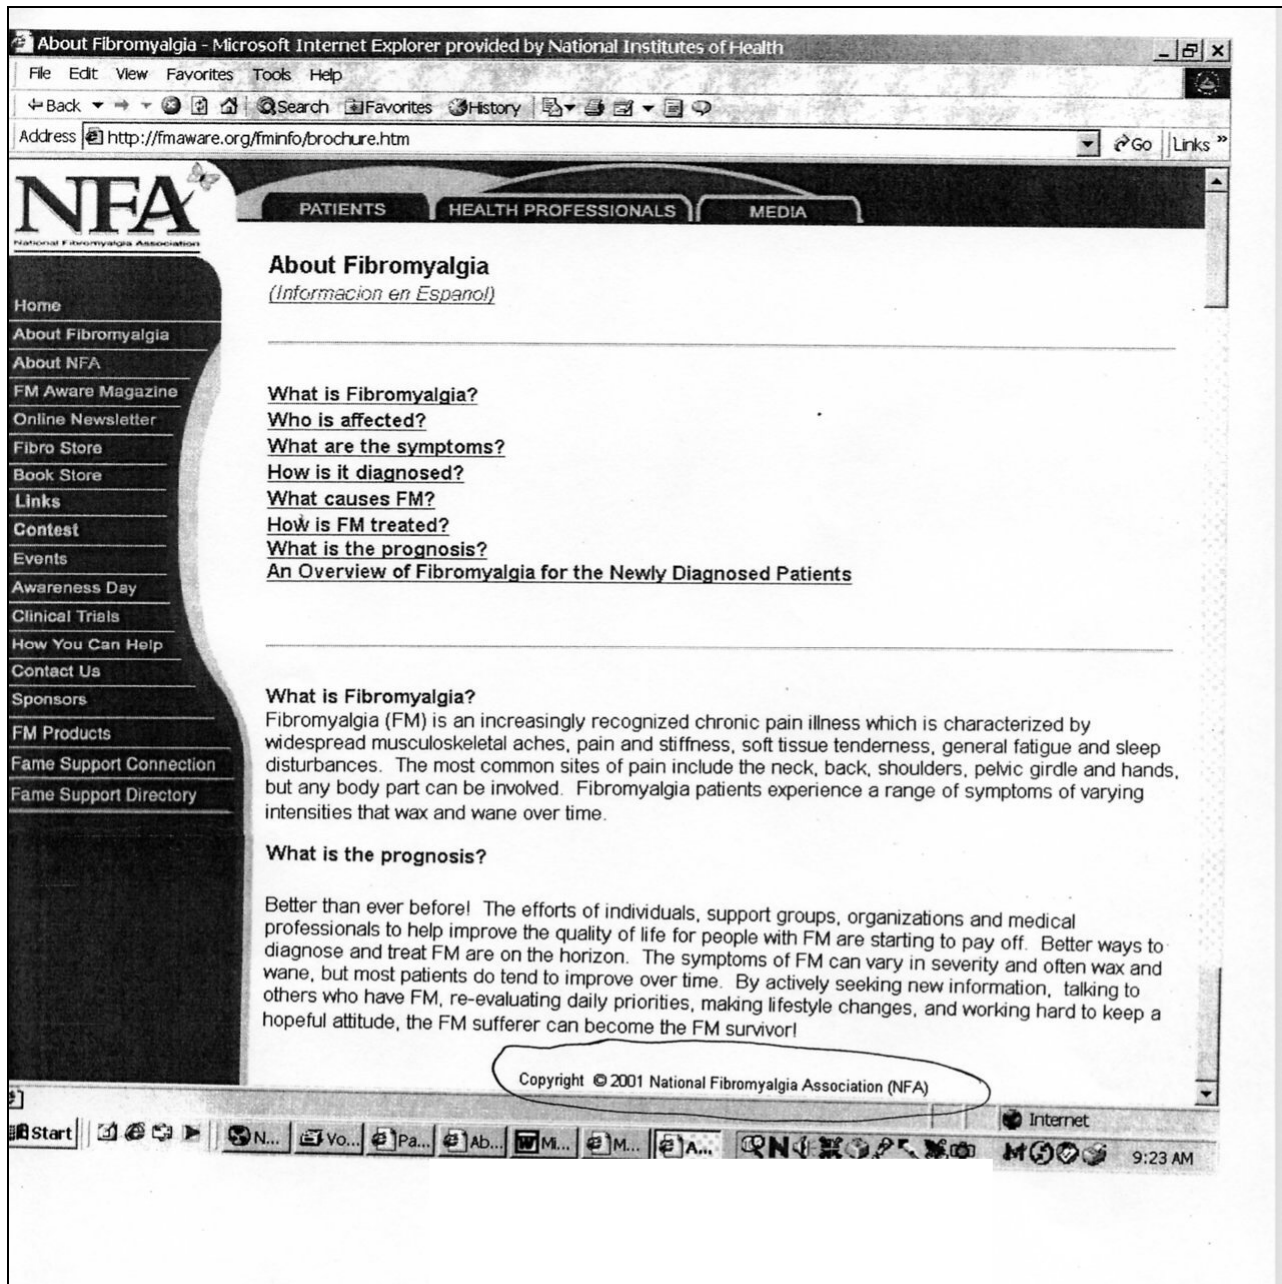 About Fibromyalgia - Microsoft Internet Explorer provided by National Institutes of Health
File Edit View Favorites Tools Help
Back Search Favorites History
Address http://fmaware.org/fminfo/brochure.htm Go Links »
NFA
National Fibromyalgia Association
PATIENTS HEALTH PROFESSIONALS MEDIA
Home
About Fibromyalgia
About NFA
FM Aware Magazine
Online Newsletter
Fibro Store
Book Store
Links
Contest
Events
Awareness Day
Clinical Trials
How You Can Help
Contact Us
Sponsors
FM Products
Fame Support Connection
Fame Support Directory
About Fibromyalgia
(Informacion en Espanol)
What is Fibromyalgia?
Who is affected?
What are the symptoms?
How is it diagnosed?
What causes FM?
How is FM treated?
What is the prognosis?
An Overview of Fibromyalgia for the Newly Diagnosed Patients
What is Fibromyalgia?
Fibromyalgia (FM) is an increasingly recognized chronic pain illness which is characterized by
widespread musculoskeletal aches, pain and stiffness, soft tissue tenderness, general fatigue and sleep
disturbances. The most common sites of pain include the neck, back, shoulders, pelvic girdle and hands,
but any body part can be involved. Fibromyalgia patients experience a range of symptoms of varying
intensities that wax and wane over time.
What is the prognosis?
Better than ever before! The efforts of individuals, support groups, organizations and medical
professionals to help improve the quality of life for people with FM are starting to pay off. Better ways to
diagnose and treat FM are on the horizon. The symptoms of FM can vary in severity and often wax and
wane, but most patients do tend to improve over time. By actively seeking new information, talking to
others who have FM, re-evaluating daily priorities, making lifestyle changes, and working hard to keep a
hopeful attitude, the FM sufferer can become the FM survivor!
Copyright © 2001 National Fibromyalgia Association (NFA)
Internet
Start N... Vo... Pa... Ab... Mi... M... A... 9:23 AM